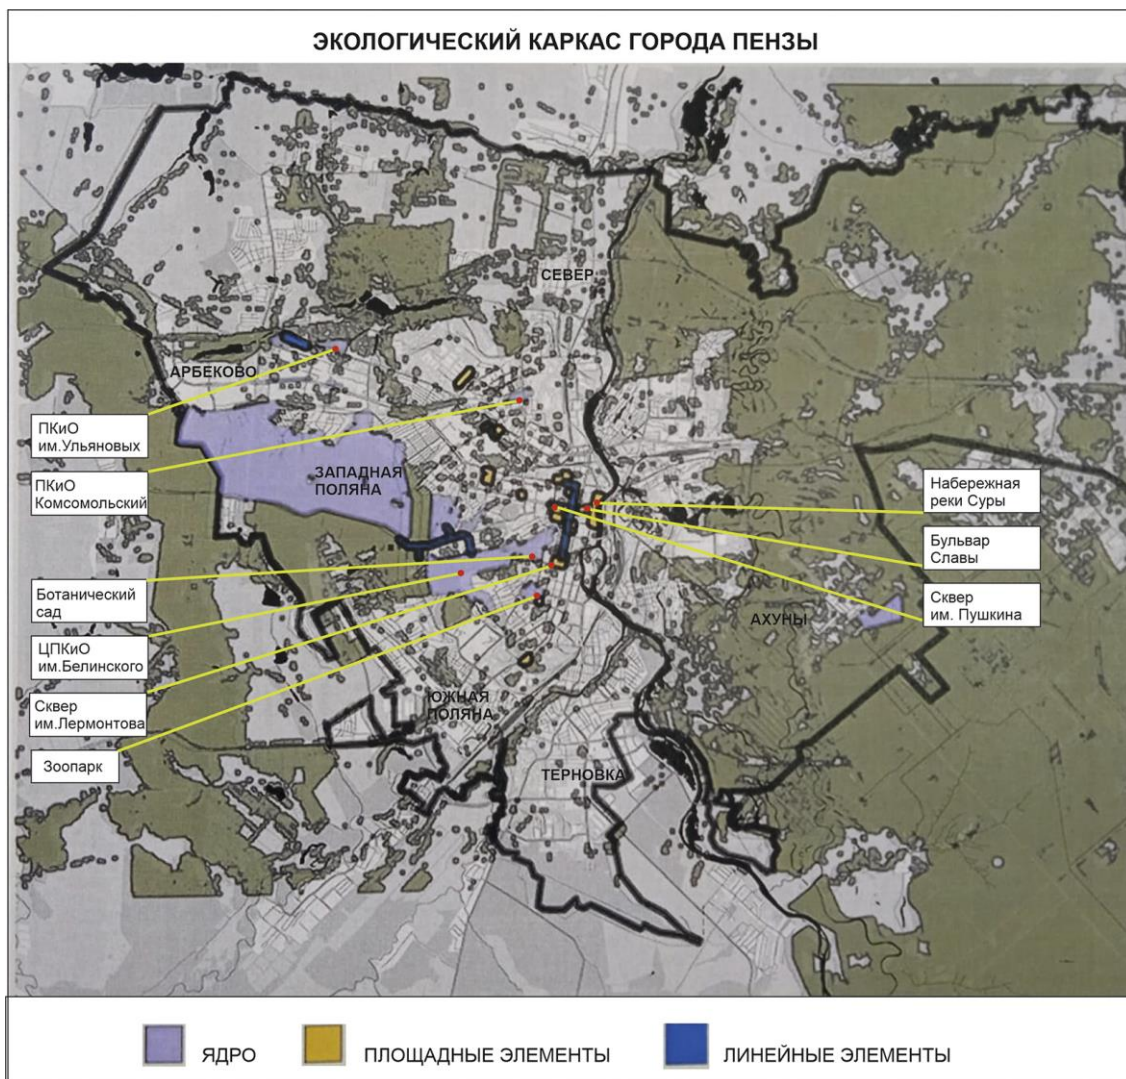 ЭКОЛОГИЧЕСКИЙ КАРКАС ГОРОДА ПЕНЗЫ
СЕВЕР
АРБЕКОВО
ПКиО
им.Ульяновых
ПКиО
Комсомольский
ЗАПАДНАЯ
ПОЛЯНА
Набережная
реки Суры
Бульвар
Славы
Сквер
им. Пушкина
Ботанический
сад
ЦПКиО
им.Белинского
Сквер
им.Лермонтова
Зоопарк
АХУНЫ
ЮЖНАЯ
ПОЛЯНА
ТЕРНОВКА
ЯДРО
ПЛОЩАДНЫЕ ЭЛЕМЕНТЫ
ЛИНЕЙНЫЕ ЭЛЕМЕНТЫ